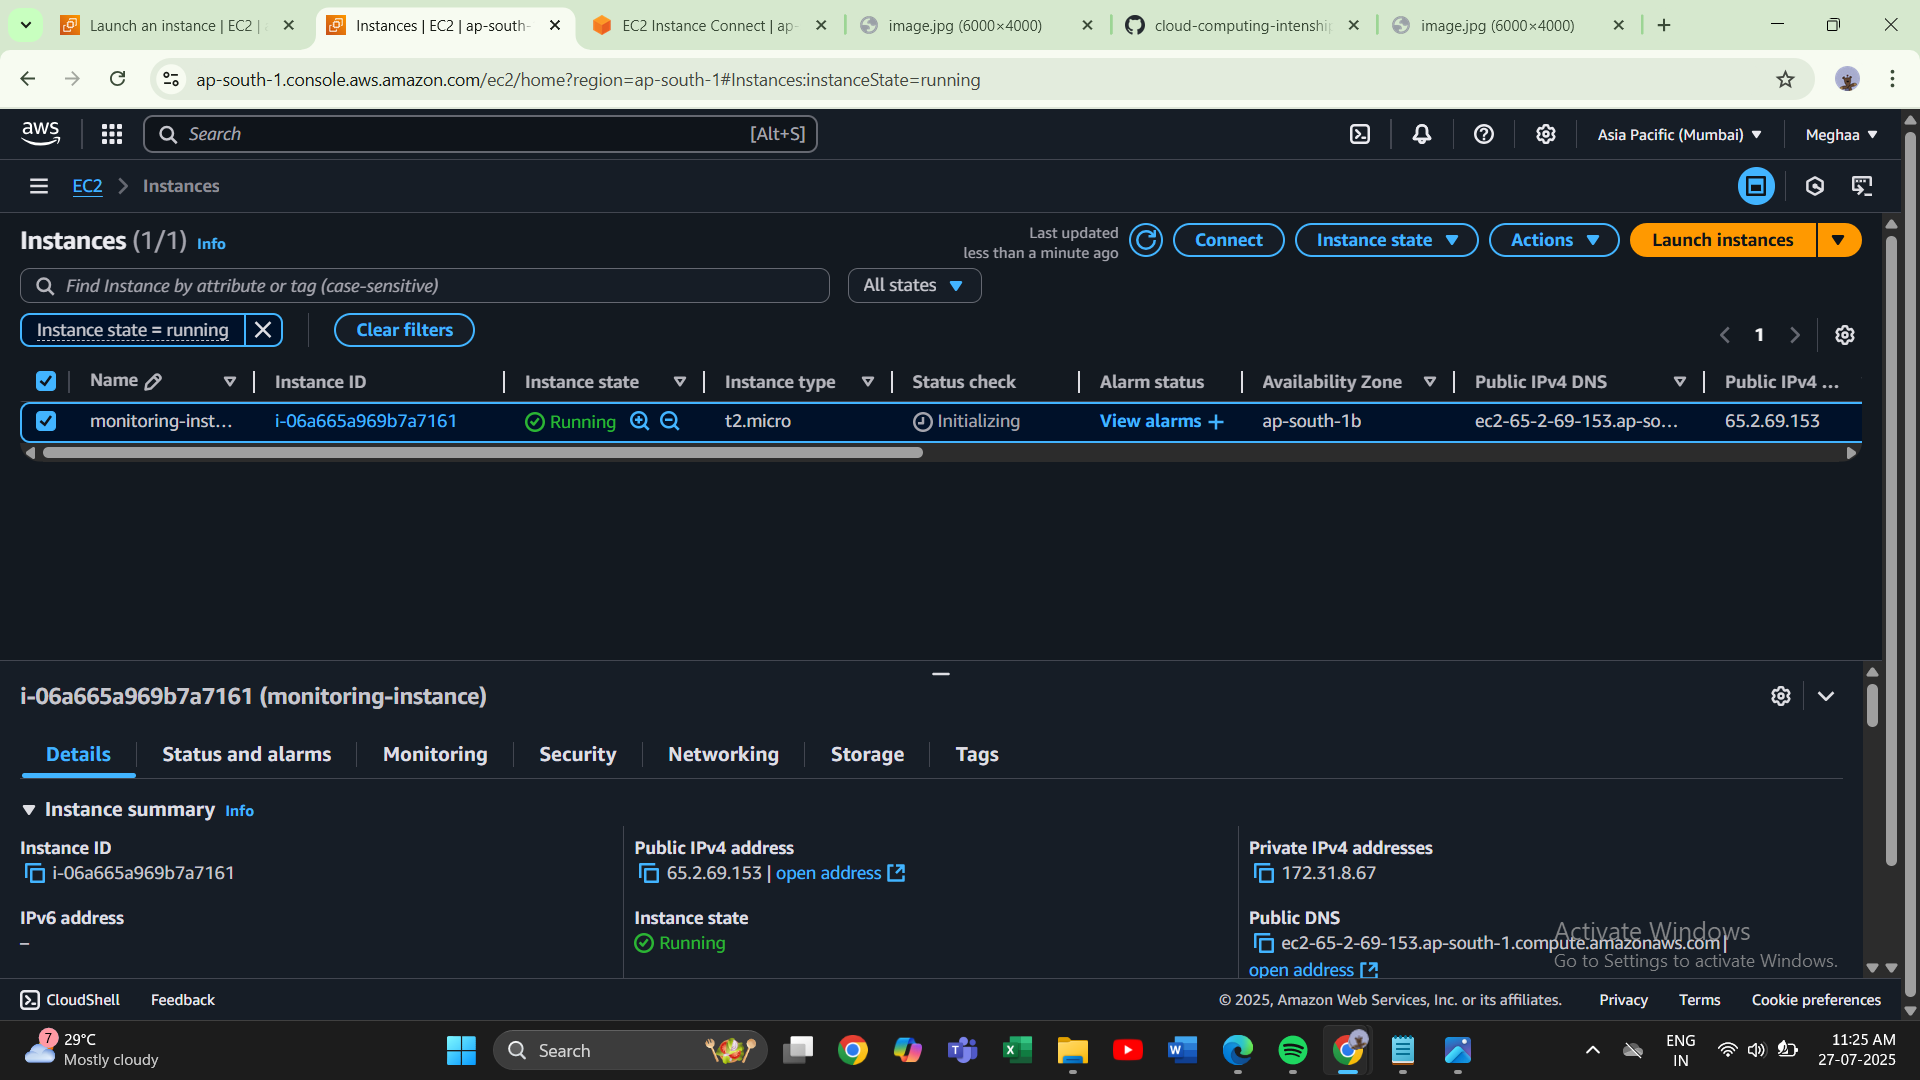 Launch an instance | EC2 |
Instances | EC2 | ap-south-
EC2 Instance Connect | ap-
image.jpg (6000×4000)
cloud-computing-intenship
image.jpg (6000×4000)
ap-south-1.console.aws.amazon.com/ec2/home?region=ap-south-1#Instances:instanceState=running
aws
Search
[Alt+S]
Asia Pacific (Mumbai)
Meghaa
EC2
Instances
Instances (1/1) Info
Last updated
less than a minute ago
Connect
Instance state
Actions
Launch instances
Find Instance by attribute or tag (case-sensitive)
All states
Instance state = running
Clear filters
1
Name
Instance ID
Instance state
Instance type
Status check
Alarm status
Availability Zone
Public IPv4 DNS
Public IPv4 ...
monitoring-inst...
i-06a665a969b7a7161
Running
t2.micro
Initializing
View alarms +
ap-south-1b
ec2-65-2-69-153.ap-so...
65.2.69.153
i-06a665a969b7a7161 (monitoring-instance)
Details
Status and alarms
Monitoring
Security
Networking
Storage
Tags
Instance summary Info
Instance ID
i-06a665a969b7a7161
Public IPv4 address
65.2.69.153 | open address
Private IPv4 addresses
172.31.8.67
IPv6 address
–
Instance state
Running
Public DNS
ec2-65-2-69-153.ap-south-1.compute.amazonaws.com |
open address
Activate Windows
Go to Settings to activate Windows.
CloudShell
Feedback
© 2025, Amazon Web Services, Inc. or its affiliates.
Privacy
Terms
Cookie preferences
7
29°C
Mostly cloudy
Search
ENG
IN
11:25 AM
27-07-2025